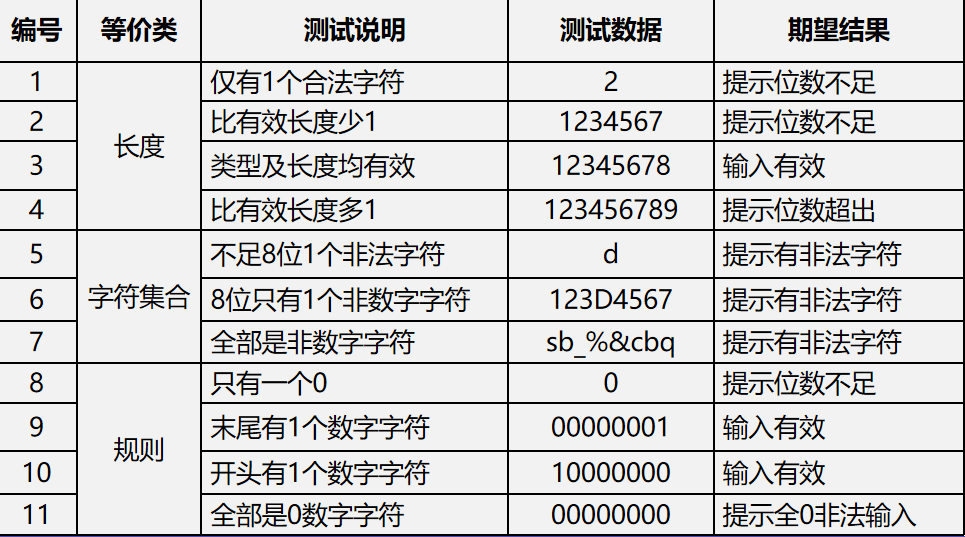 编号 等价类 测试说明 测试数据 期望结果
1 长度 仅有1个合法字符 2 提示位数不足
2 比有效长度少1 1234567 提示位数不足
3 类型及长度均有效 12345678 输入有效
4 比有效长度多1 123456789 提示位数超出
5 字符集合 不足8位1个非法字符 d 提示有非法字符
6 8位只有1个非数字字符 123D4567 提示有非法字符
7 全部是非数字字符 sb_%&cbq 提示有非法字符
8 规则 只有一个0 0 提示位数不足
9 末尾有1个数字字符 00000001 输入有效
10 开头有1个数字字符 10000000 输入有效
11 全部是0数字字符 00000000 提示全0非法输入